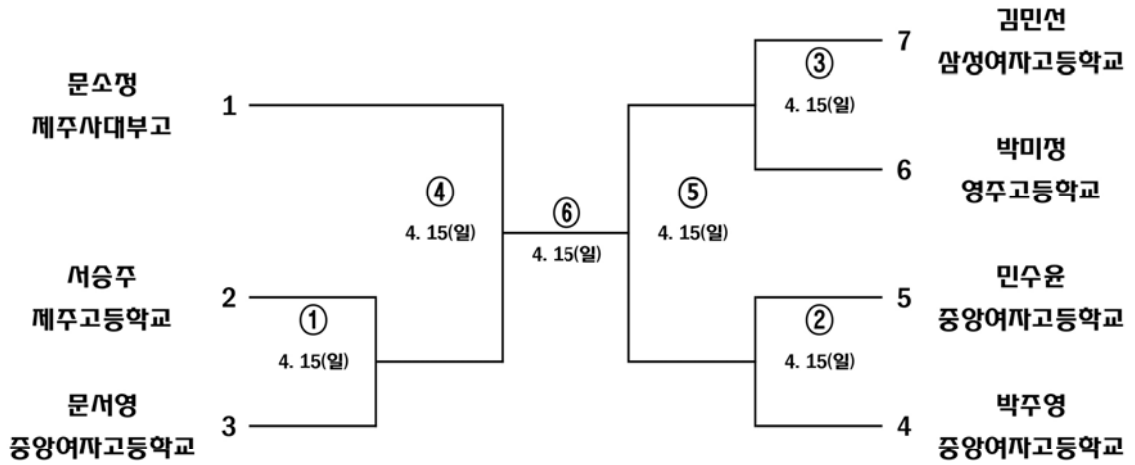 문소정
제주사대부고
1
서승주
제주고등학교
2
문서영
중앙여자고등학교
3
①
4. 15(일)
④
4. 15(일)
⑥
4. 15(일)
⑤
4. 15(일)
③
4. 15(일)
②
4. 15(일)
7
김민선
삼성여자고등학교
6
박미정
영주고등학교
5
민수윤
중앙여자고등학교
4
박주영
중앙여자고등학교